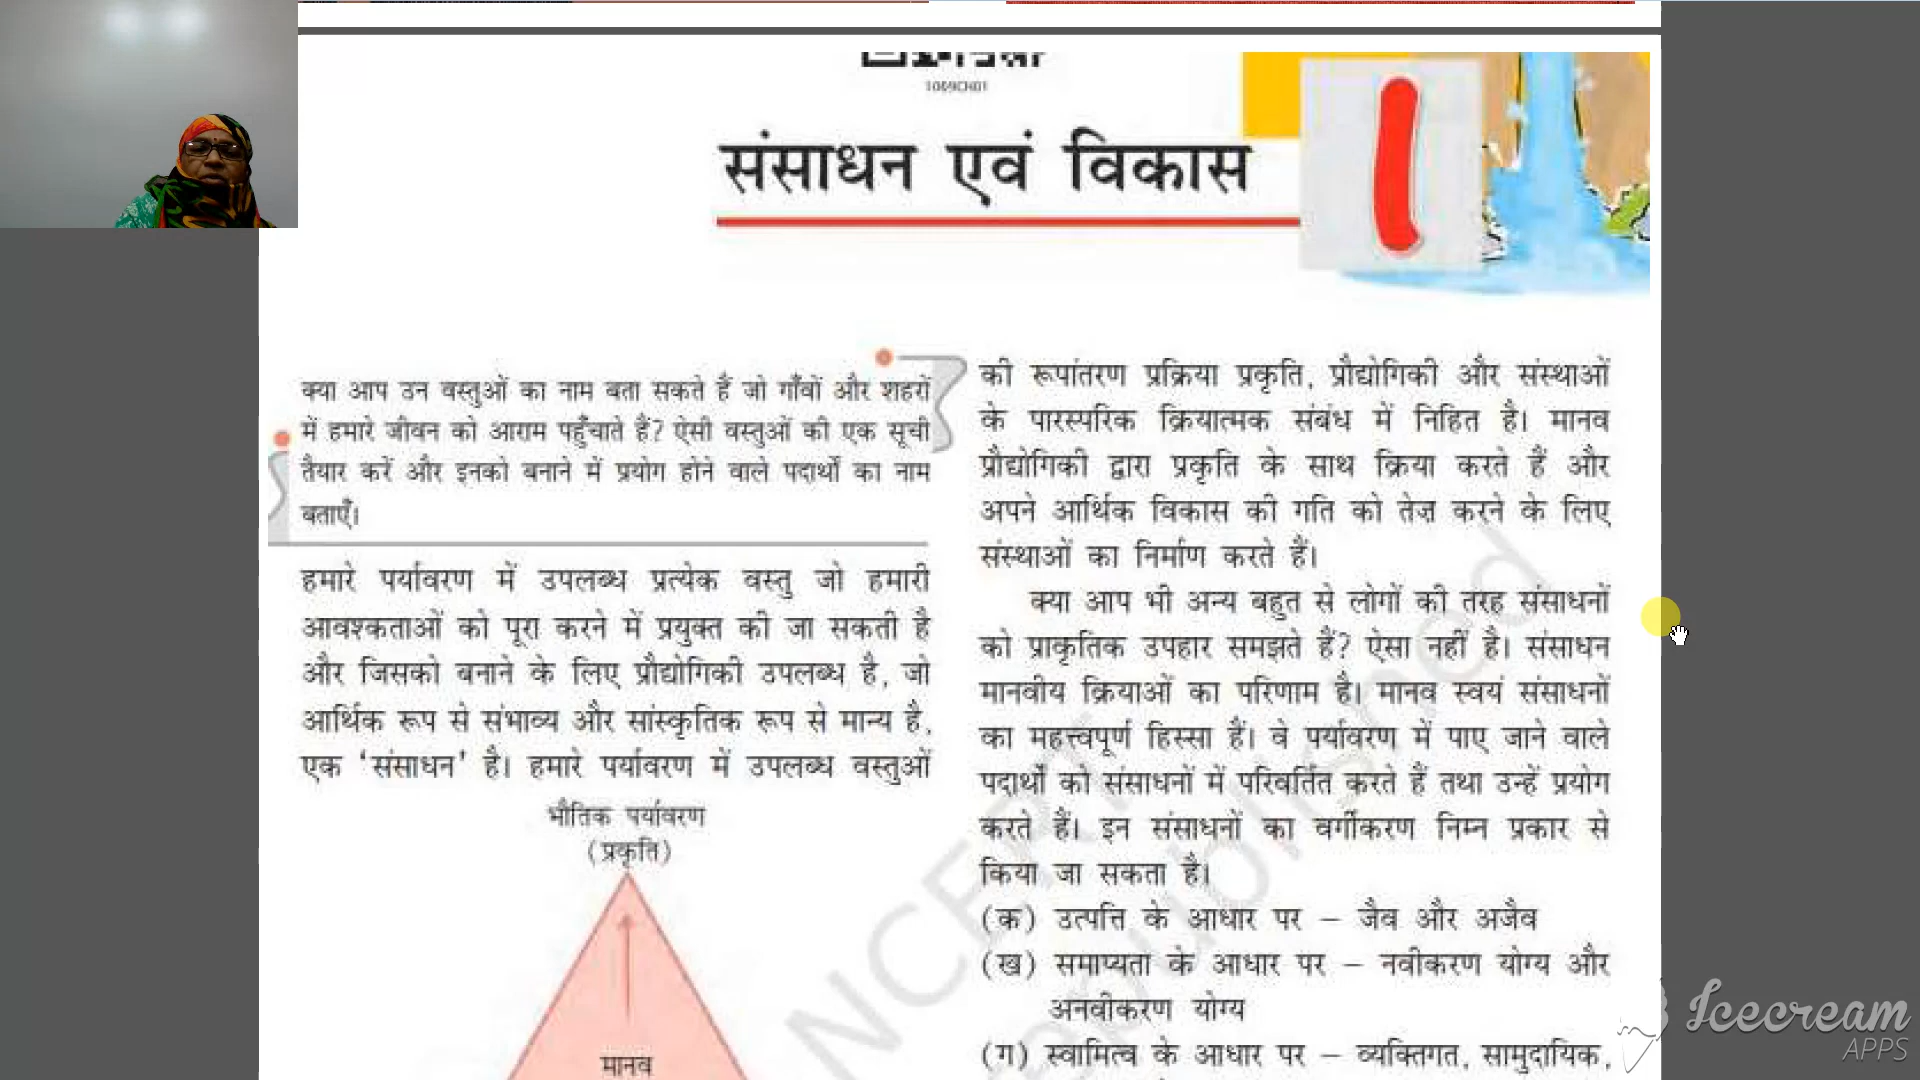 1069CH01
संसाधन एवं विकास
क्या आप उन वस्तुओं का नाम बता सकते हैं जो गाँवों और शहरों
में हमारे जीवन को आराम पहुँचाते हैं? ऐसी वस्तुओं की एक सूची
तैयार करें और इनको बनाने में प्रयोग होने वाले पदार्थों का नाम
बताएँ।
हमारे पर्यावरण में उपलब्ध प्रत्येक वस्तु जो हमारी
आवश्कताओं को पूरा करने में प्रयुक्त की जा सकती है
और जिसको बनाने के लिए प्रौद्योगिकी उपलब्ध है, जो
आर्थिक रूप से संभाव्य और सांस्कृतिक रूप से मान्य है,
एक ‘संसाधन’ है। हमारे पर्यावरण में उपलब्ध वस्तुओं
भौतिक पर्यावरण
(प्रकृति)
मानव
की रूपांतरण प्रक्रिया प्रकृति, प्रौद्योगिकी और संस्थाओं
के पारस्परिक क्रियात्मक संबंध में निहित है। मानव
प्रौद्योगिकी द्वारा प्रकृति के साथ क्रिया करते हैं और
अपने आर्थिक विकास की गति को तेज़ करने के लिए
संस्थाओं का निर्माण करते हैं।
क्या आप भी अन्य बहुत से लोगों की तरह संसाधनों
को प्राकृतिक उपहार समझते हैं? ऐसा नहीं है। संसाधन
मानवीय क्रियाओं का परिणाम है। मानव स्वयं संसाधनों
का महत्त्वपूर्ण हिस्सा हैं। वे पर्यावरण में पाए जाने वाले
पदार्थों को संसाधनों में परिवर्तित करते हैं तथा उन्हें प्रयोग
करते हैं। इन संसाधनों का वर्गीकरण निम्न प्रकार से
किया जा सकता है।
(क) उत्पत्ति के आधार पर – जैव और अजैव
(ख) समाप्यता के आधार पर – नवीकरण योग्य और
अनवीकरण योग्य
(ग) स्वामित्व के आधार पर – व्यक्तिगत, सामुदायिक,
NCERT
Icecream
APPS